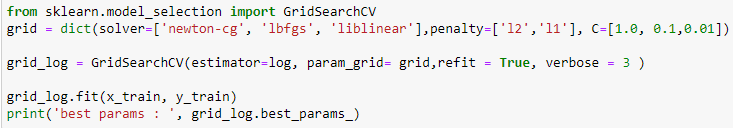 from sklearn.model_selection import GridSearchCV
grid = dict(solver=['newton-cg', 'lbfgs', 'liblinear'],penalty=['l2','l1'], C=[1.0, 0.1,0.01])
grid_log = GridSearchCV(estimator=log, param_grid= grid,refit = True, verbose = 3 )
grid_log.fit(x_train, y_train)
print('best params : ', grid_log.best_params_)